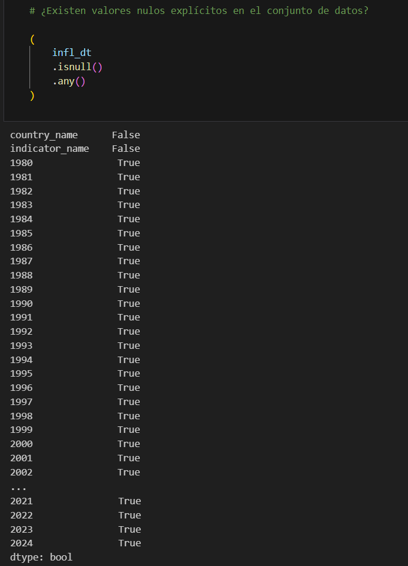 # ¿Existen valores nulos explícitos en el conjunto de datos?
(
infl_dt
.isnull()
.any()
)
country_name False
indicator_name False
1980 True
1981 True
1982 True
1983 True
1984 True
1985 True
1986 True
1987 True
1988 True
1989 True
1990 True
1991 True
1992 True
1993 True
1994 True
1995 True
1996 True
1997 True
1998 True
1999 True
2000 True
2001 True
2002 True
...
2021 True
2022 True
2023 True
2024 True
dtype: bool